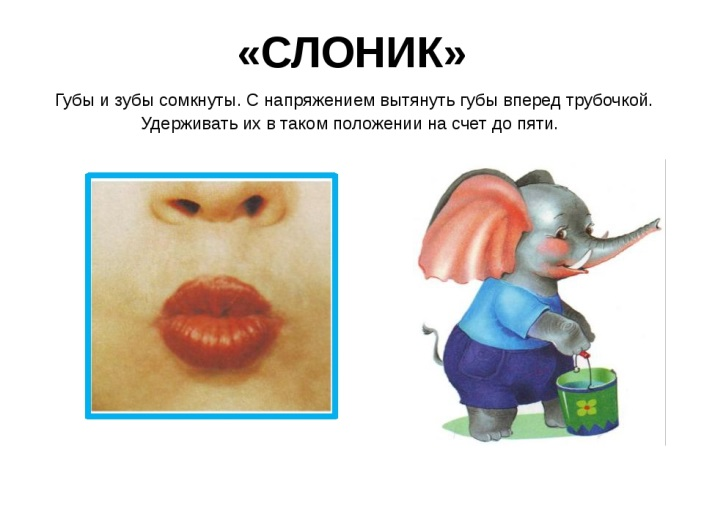 «СЛОНИК»
Губы и зубы сомкнуты. С напряжением вытянуть губы вперед трубочкой.
Удерживать их в таком положении на счет до пяти.